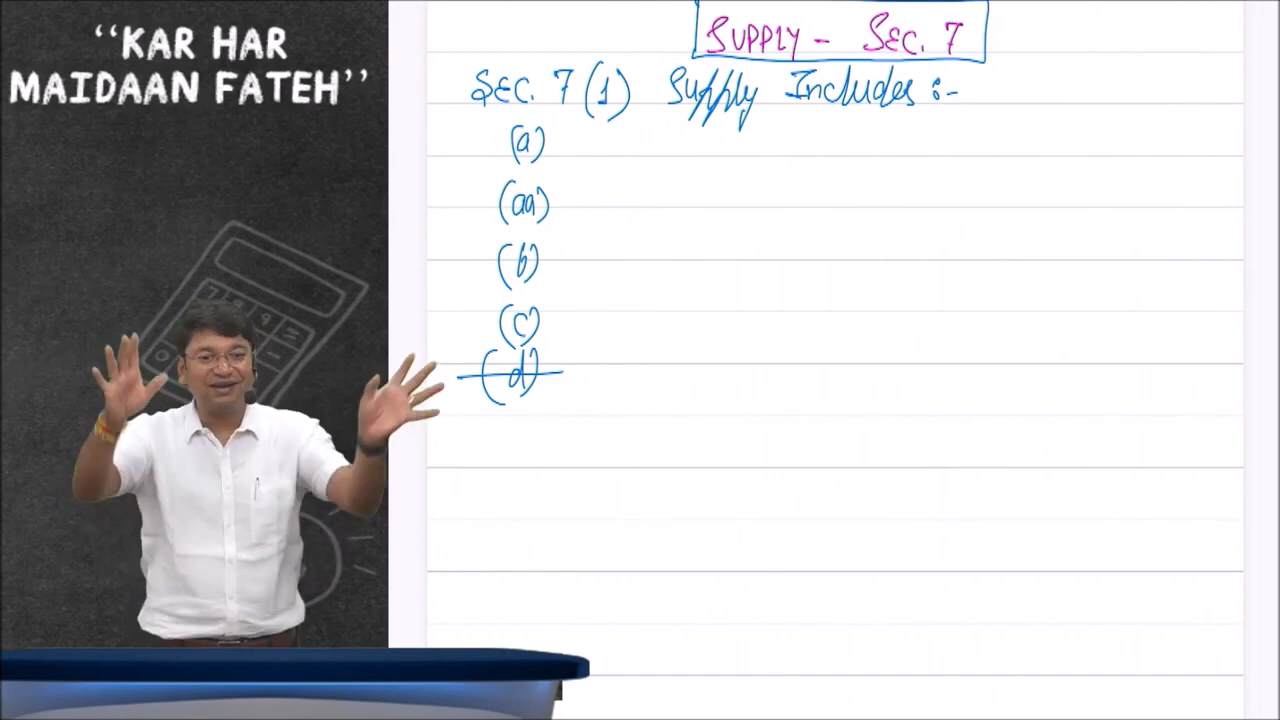 “KAR HAR
MAIDAAN FATEH”
SUPPLY - SEC. 7
SEC. 7 (1) Supply Includes :-
(a)
(aa)
(b)
(c)
(d)